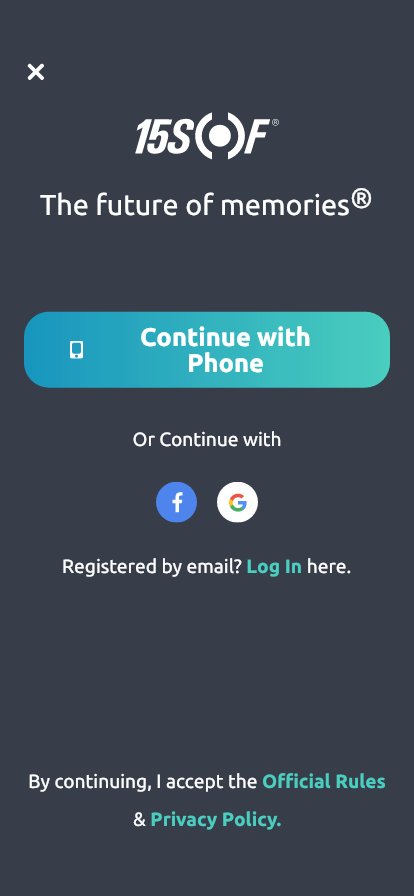 15SOF®
The future of memories®
Continue with
Phone
Or Continue with
Registered by email? Log In here.
By continuing, I accept the Official Rules
& Privacy Policy.